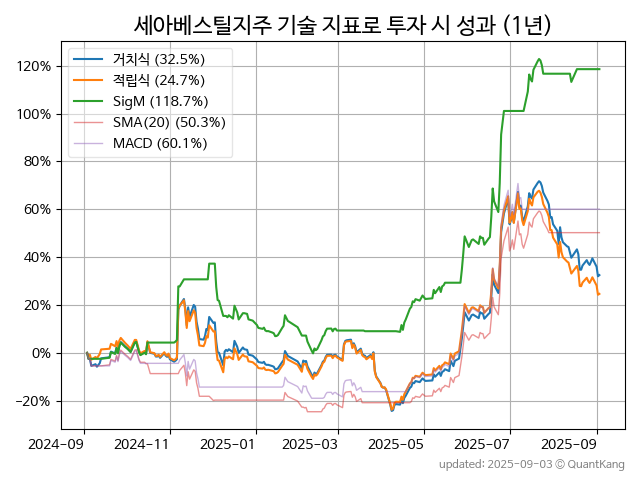 세아베스틸지주 기술 지표로 투자 시 성과 (1년)
거치식 (32.5%)
적립식 (24.7%)
SigM (118.7%)
SMA(20) (50.3%)
MACD (60.1%)
120%
100%
80%
60%
40%
20%
0%
−20%
2024-09
2024-11
2025-01
2025-03
2025-05
2025-07
2025-09
updated: 2025-09-03 ⓒ QuantKang